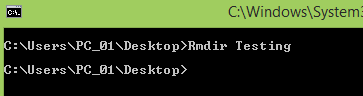 C:\Windows\System3
C:\Users\PC_01\Desktop>Rmdir Testing
C:\Users\PC_01\Desktop>